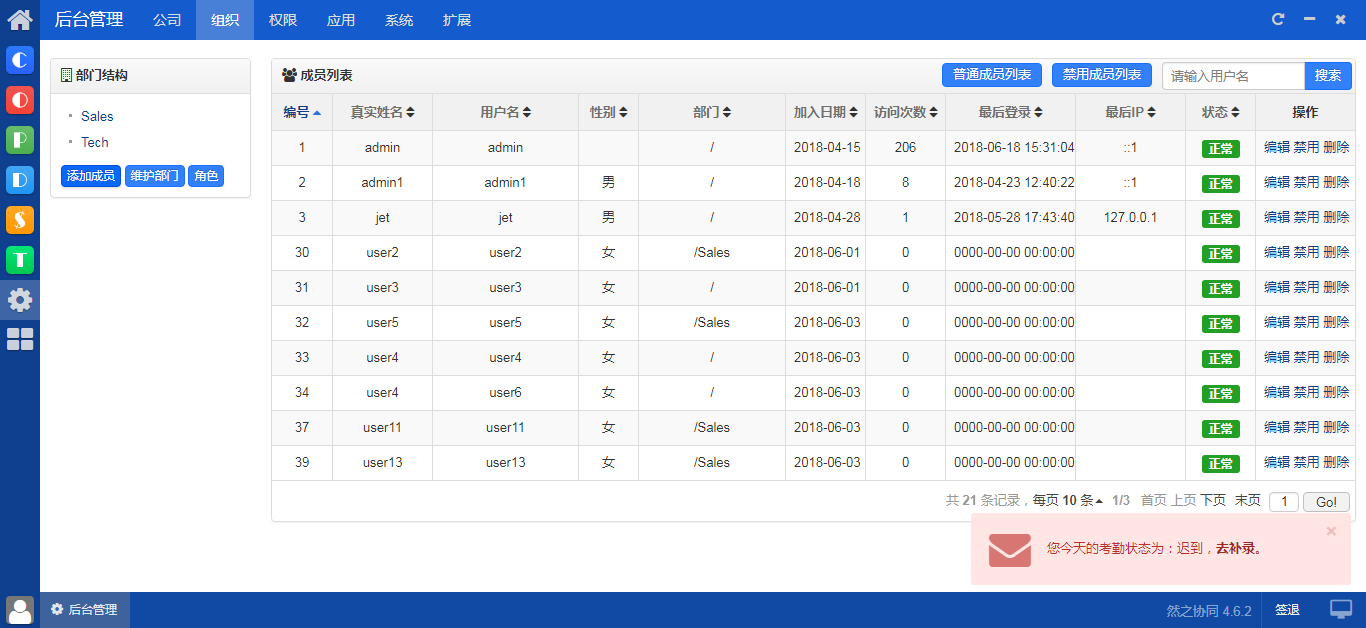 后台管理 公司 组织 权限 应用 系统 扩展
部门结构
Sales
Tech
添加成员 维护部门 角色
成员列表 普通成员列表 禁用成员列表 请输入用户名 搜索
编号 真实姓名 用户名 性别 部门 加入日期 访问次数 最后登录 最后IP 状态 操作
1 admin admin / 2018-04-15 206 2018-06-18 15:31:04 ::1 正常 编辑 禁用 删除
2 admin1 admin1 男 / 2018-04-18 8 2018-04-23 12:40:22 ::1 正常 编辑 禁用 删除
3 jet jet 男 / 2018-04-28 1 2018-05-28 17:43:40 127.0.0.1 正常 编辑 禁用 删除
30 user2 user2 女 /Sales 2018-06-01 0 0000-00-00 00:00:00 正常 编辑 禁用 删除
31 user3 user3 女 / 2018-06-01 0 0000-00-00 00:00:00 正常 编辑 禁用 删除
32 user5 user5 女 /Sales 2018-06-03 0 0000-00-00 00:00:00 正常 编辑 禁用 删除
33 user4 user4 女 / 2018-06-03 0 0000-00-00 00:00:00 正常 编辑 禁用 删除
34 user4 user6 女 / 2018-06-03 0 0000-00-00 00:00:00 正常 编辑 禁用 删除
37 user11 user11 女 /Sales 2018-06-03 0 0000-00-00 00:00:00 正常 编辑 禁用 删除
39 user13 user13 女 /Sales 2018-06-03 0 0000-00-00 00:00:00 正常 编辑 禁用 删除
共 21 条记录，每页 10 条 1/3 首页 上页 下页 末页 1 Go!
您今天的考勤状态为：迟到，去补录。
后台管理 然之协同 4.6.2 签退